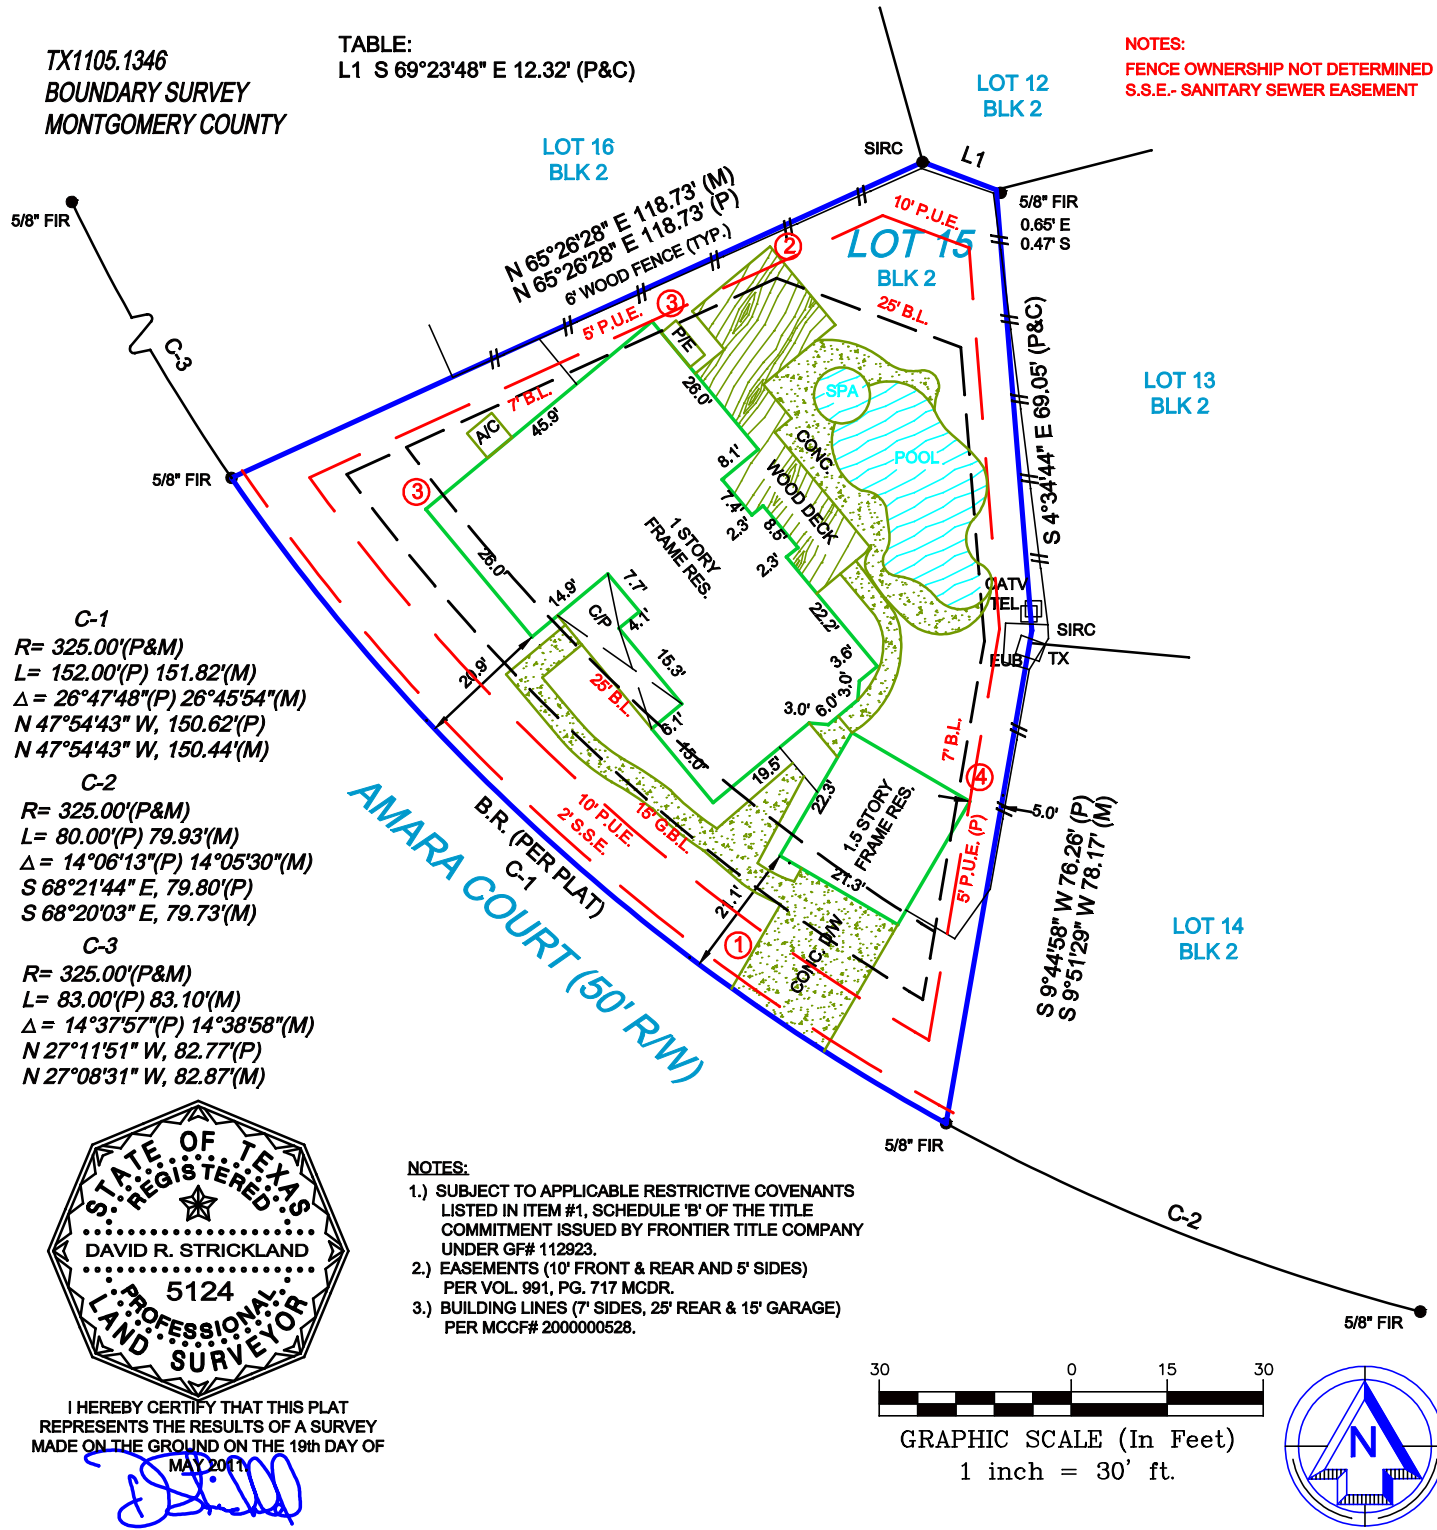 TX1105.1346
BOUNDARY SURVEY
MONTGOMERY COUNTY
TABLE:
L1 S 69°23'48" E 12.32' (P&C)
NOTES:
FENCE OWNERSHIP NOT DETERMINED
S.S.E.- SANITARY SEWER EASEMENT
LOT 12
BLK 2
LOT 16
BLK 2
SIRC
L1
5/8" FIR
0.65' E
0.47' S
5/8" FIR
C-3
5/8" FIR
N 65°26'28" E 118.73' (M)
N 65°26'28" E 118.73' (P)
6' WOOD FENCE (TYP.)
5' P.U.E.
3
2
10' P.U.E.
LOT 15
BLK 2
25' B.L.
S 4°34'44" E 69.05' (P&C)
LOT 13
BLK 2
7' B.L.
P/E
A/C
45.9'
26.0'
SPA
POOL
CONC.
WOOD DECK
8.1'
7.4'
2.3'
8.5'
2.3'
3
26.0'
1 STORY
FRAME RES.
14.9'
7.7'
C/P
4.1'
15.3'
22.2'
3.6'
3.0'
6.0'
3.0'
CATV
TEL
SIRC
EUB
TX
20.9'
25' B.L.
6.1'
15.0'
19.5'
22.3'
1.5 STORY
FRAME RES.
21.3'
7' B.L.
4
5' P.U.E. (P)
5.0'
S 9°44'58" W 76.26' (P)
S 9°51'29" W 78.17' (M)
LOT 14
BLK 2
10' P.U.E.
2' S.S.E.
15' G.B.L.
21.1'
1
CONC. D/W
B.R. (PER PLAT)
C-1
AMARA COURT (50' R/W)
C-1
R= 325.00'(P&M)
L= 152.00'(P) 151.82'(M)
Δ= 26°47'48"(P) 26°45'54"(M)
N 47°54'43" W, 150.62'(P)
N 47°54'43" W, 150.44'(M)
C-2
R= 325.00'(P&M)
L= 80.00'(P) 79.93'(M)
Δ= 14°06'13"(P) 14°05'30"(M)
S 68°21'44" E, 79.80'(P)
S 68°20'03" E, 79.73'(M)
C-3
R= 325.00'(P&M)
L= 83.00'(P) 83.10'(M)
Δ= 14°37'57"(P) 14°38'58"(M)
N 27°11'51" W, 82.77'(P)
N 27°08'31" W, 82.87'(M)
5/8" FIR
C-2
5/8" FIR
STATE OF TEXAS
REGISTERED
DAVID R. STRICKLAND
5124
PROFESSIONAL
LAND SURVEYOR
I HEREBY CERTIFY THAT THIS PLAT
REPRESENTS THE RESULTS OF A SURVEY
MADE ON THE GROUND ON THE 19th DAY OF
MAY 2011.
NOTES:
1.) SUBJECT TO APPLICABLE RESTRICTIVE COVENANTS
LISTED IN ITEM #1, SCHEDULE 'B' OF THE TITLE
COMMITMENT ISSUED BY FRONTIER TITLE COMPANY
UNDER GF# 112923.
2.) EASEMENTS (10' FRONT & REAR AND 5' SIDES)
PER VOL. 991, PG. 717 MCDR.
3.) BUILDING LINES (7' SIDES, 25' REAR & 15' GARAGE)
PER MCCF# 2000000528.
30 0 15 30
GRAPHIC SCALE (In Feet)
1 inch = 30' ft.
N